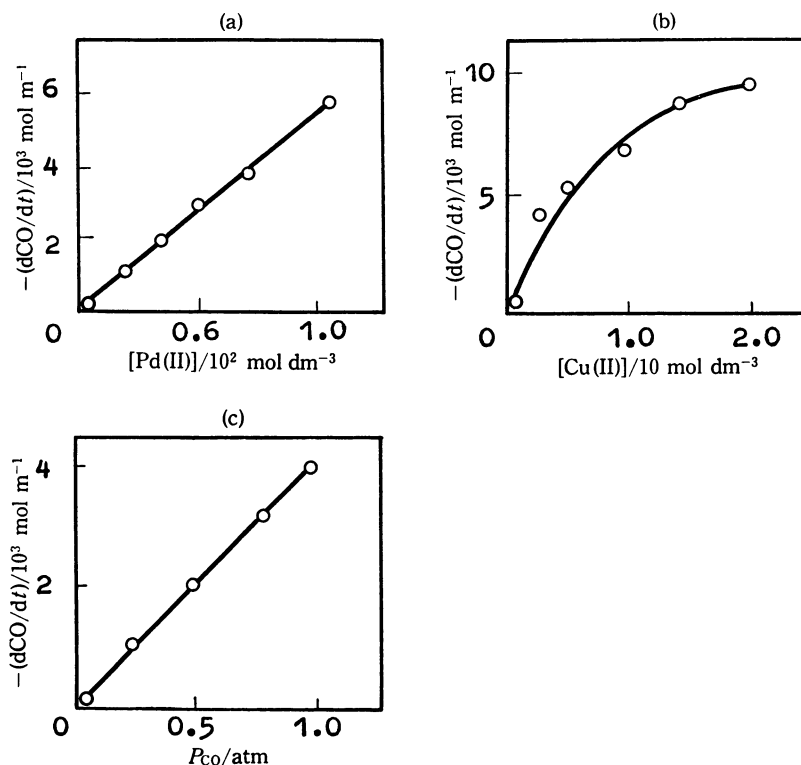 (a)
−(dCO/dt)/10³ mol m⁻¹
6
4
2
0
0.6
1.0
[Pd(II)]/10² mol dm⁻³
(b)
−(dCO/dt)/10³ mol m⁻¹
10
5
0
1.0
2.0
[Cu(II)]/10 mol dm⁻³
(c)
−(dCO/dt)/10³ mol m⁻¹
4
2
0
0.5
1.0
P_CO/atm